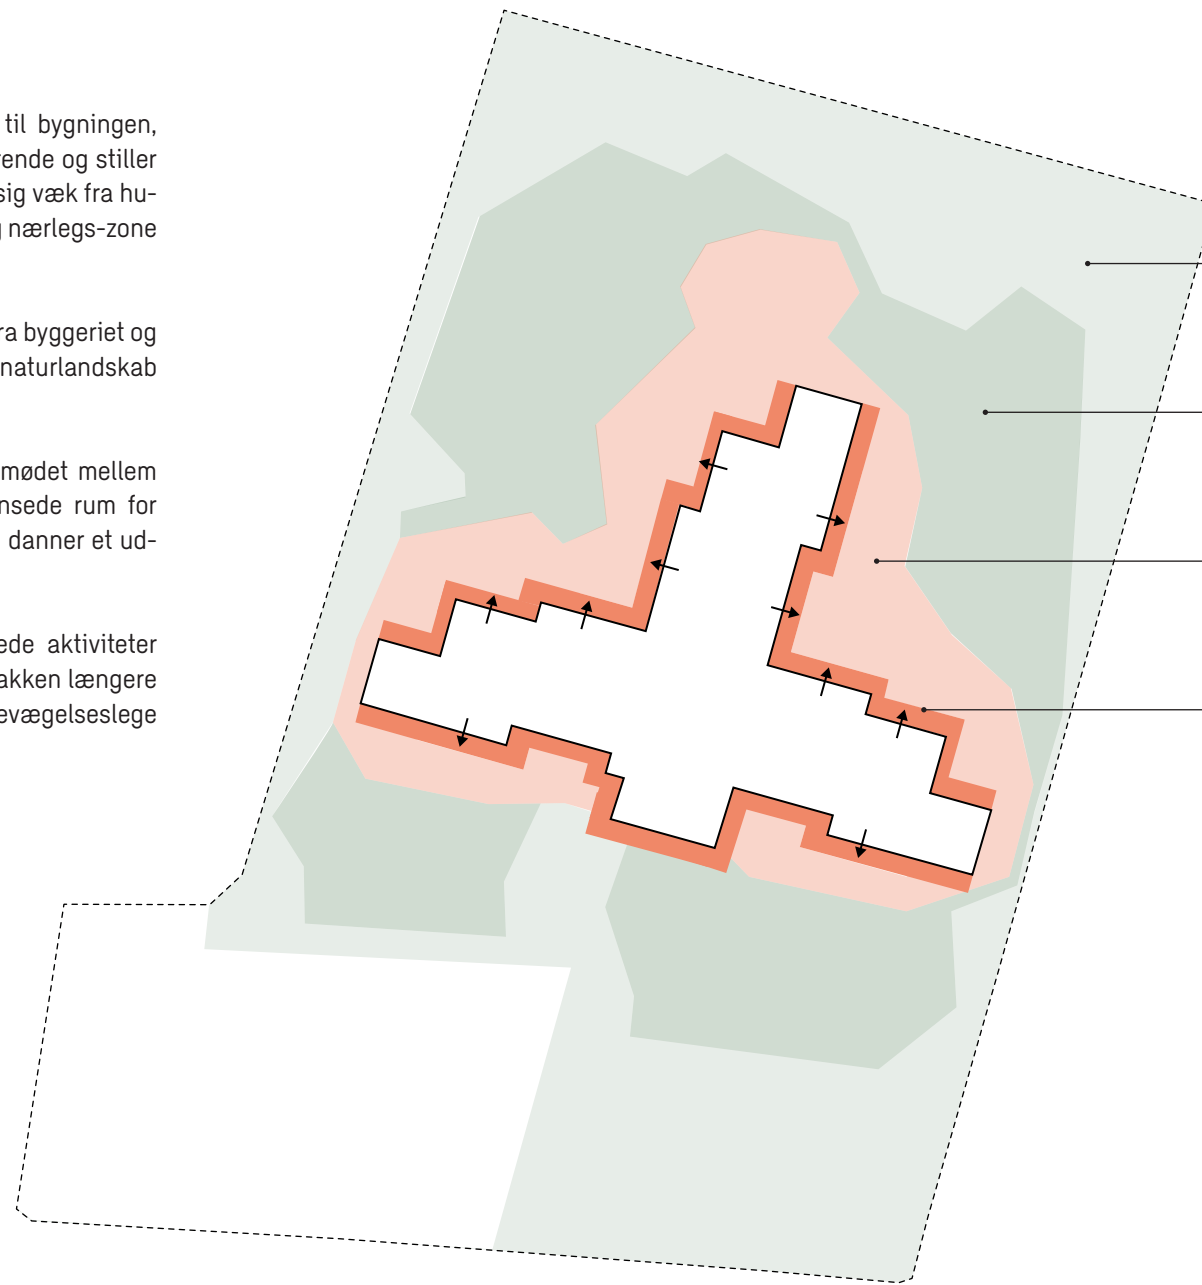 til bygningen,
ende og stiller
sig væk fra hu-
nærlegs-zone
ra byggeriet og
naturlandskab
mødet mellem
nsede rum for
danner et ud-
ede aktiviteter
akken længere
evægelseslege